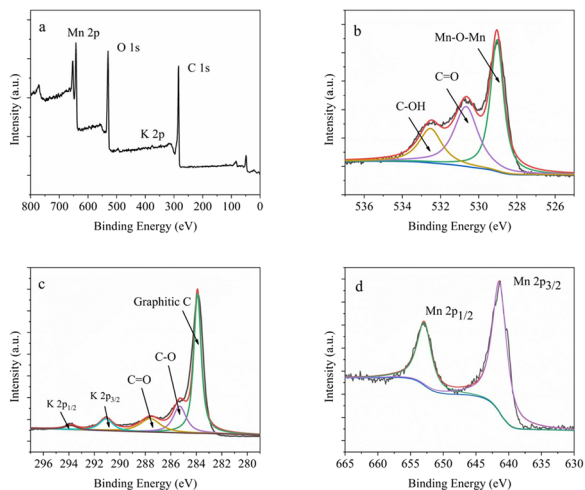 a
Mn 2p
O 1s
C 1s
K 2p
Intensity (a.u.)
800 700 600 500 400 300 200 100 0
Binding Energy (eV)
b
Mn-O-Mn
C=O
C-OH
Intensity (a.u.)
536 534 532 530 528 526
Binding Energy (eV)
c
Graphitic C
C-O
C=O
K 2p3/2
K 2p1/2
Intensity (a.u.)
296 294 292 290 288 286 284 282 280
Binding Energy (eV)
d
Mn 2p3/2
Mn 2p1/2
Intensity (a.u.)
665 660 655 650 645 640 635 630
Binding Energy (eV)